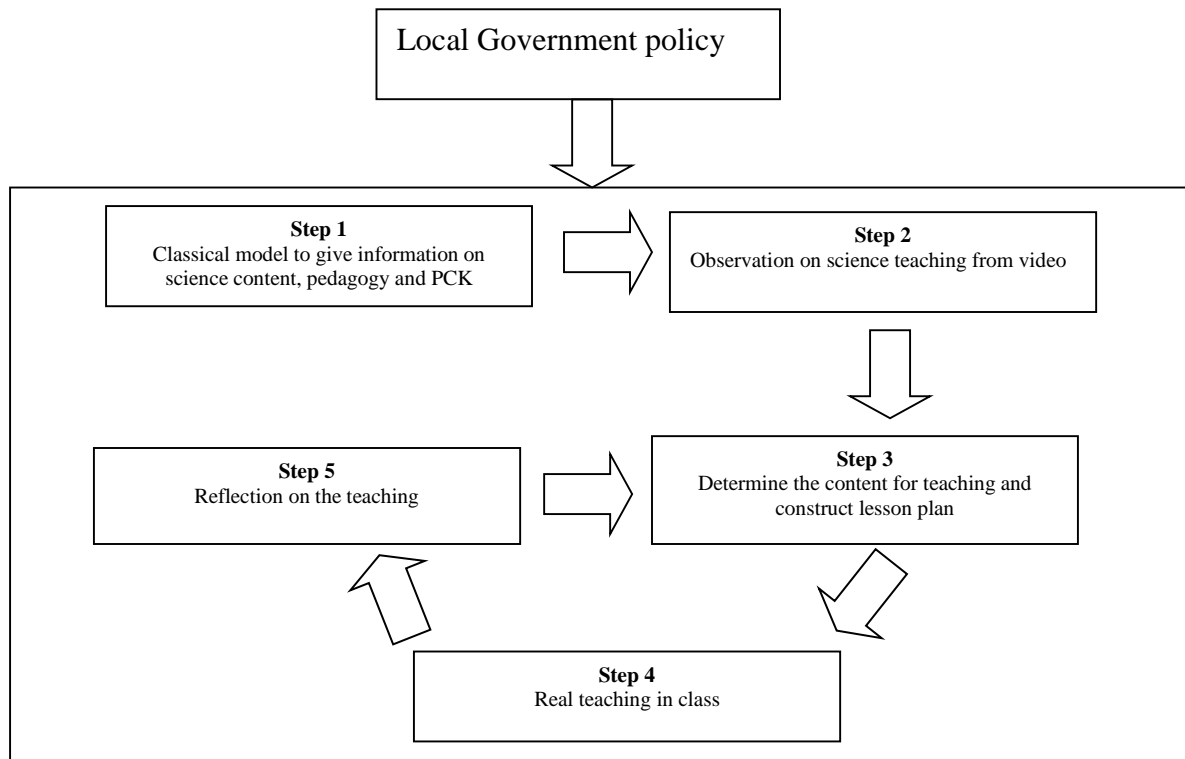 Local Government policy
Step 1
Classical model to give information on
science content, pedagogy and PCK
Step 2
Observation on science teaching from video
Step 3
Determine the content for teaching and
construct lesson plan
Step 4
Real teaching in class
Step 5
Reflection on the teaching